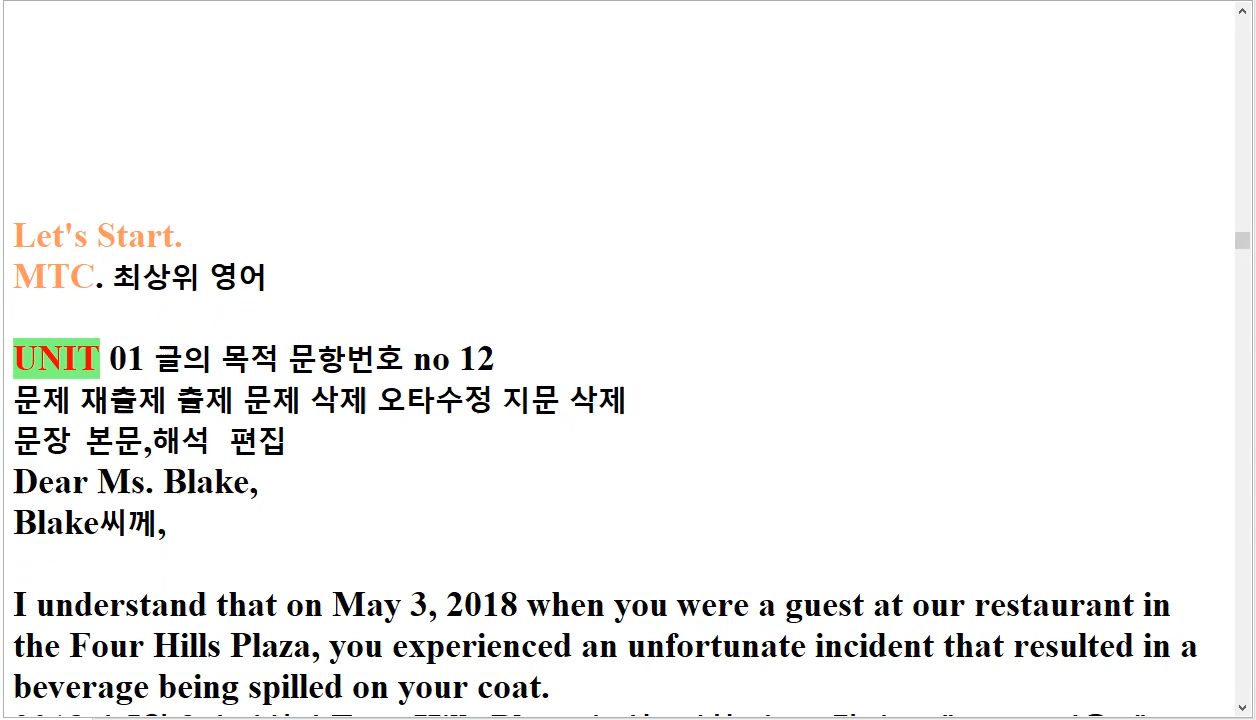 Let's Start.
MTC. 최상위 영어
UNIT 01 글의 목적 문항번호 no 12
문제 재출제 출제 문제 삭제 오타수정 지문 삭제
문장 본문,해석 편집
Dear Ms. Blake,
Blake씨께,
I understand that on May 3, 2018 when you were a guest at our restaurant in
the Four Hills Plaza, you experienced an unfortunate incident that resulted in a
beverage being spilled on your coat.